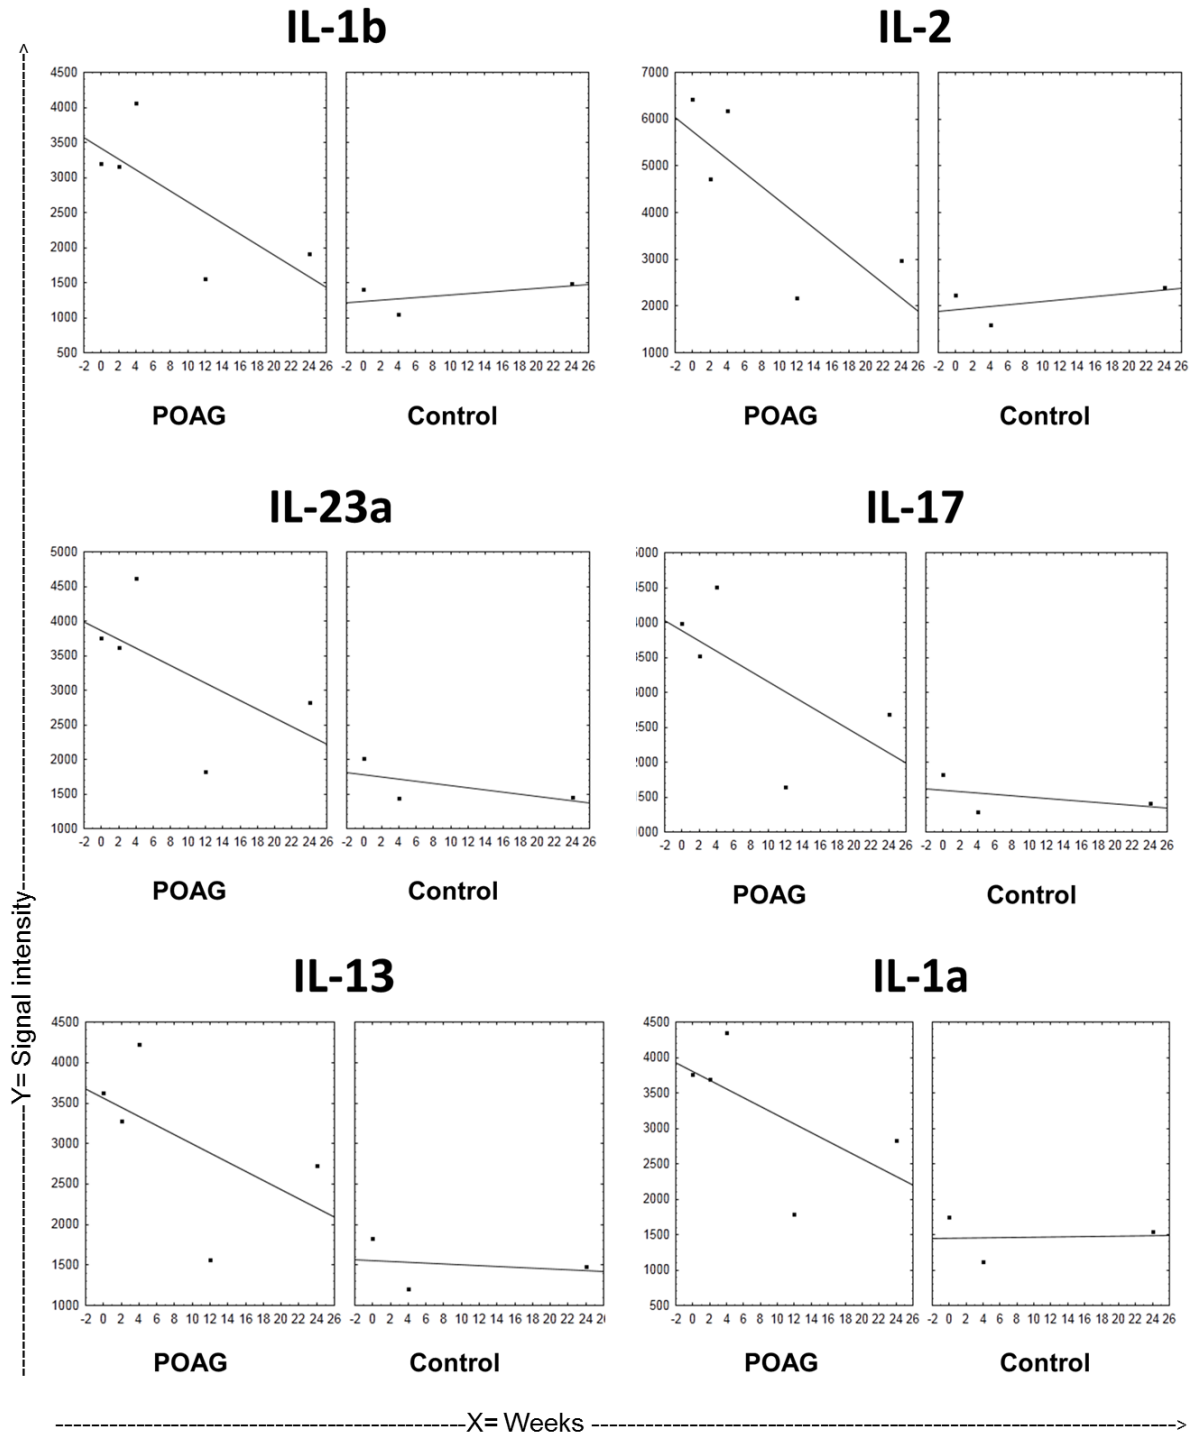 IL-1b IL-2
4500 7000
4000 6000
3500
3000 5000
2500 4000
2000
1500 3000
1000 2000
500 1000
-2 0 2 4 6 8 10 12 14 16 18 20 22 24 26 -2 0 2 4 6 8 10 12 14 16 18 20 22 24 26 -2 0 2 4 6 8 10 12 14 16 18 20 22 24 26 -2 0 2 4 6 8 10 12 14 16 18 20 22 24 26
POAG Control POAG Control
IL-23a IL-17
5000 5000
4500 4500
4000 4000
3500 3500
3000 3000
2500 2500
2000 2000
1500 1500
1000 000
-2 0 2 4 6 8 10 12 14 16 18 20 22 24 26 -2 0 2 4 6 8 10 12 14 16 18 20 22 24 26 -2 0 2 4 6 8 10 12 14 16 18 20 22 24 26 -2 0 2 4 6 8 10 12 14 16 18 20 22 24 26
POAG Control POAG Control
Y= Signal intensity
IL-13 IL-1a
4500 4500
4000 4000
3500 3500
3000 3000
2500 2500
2000 2000
1500 1500
1000 1000
500
-2 0 2 4 6 8 10 12 14 16 18 20 22 24 26 -2 0 2 4 6 8 10 12 14 16 18 20 22 24 -2 0 2 4 6 8 10 12 14 16 18 20 22 24 26 -2 0 2 4 6 8 10 12 14 16 18 20 22 24 26
POAG Control POAG Control
X= Weeks